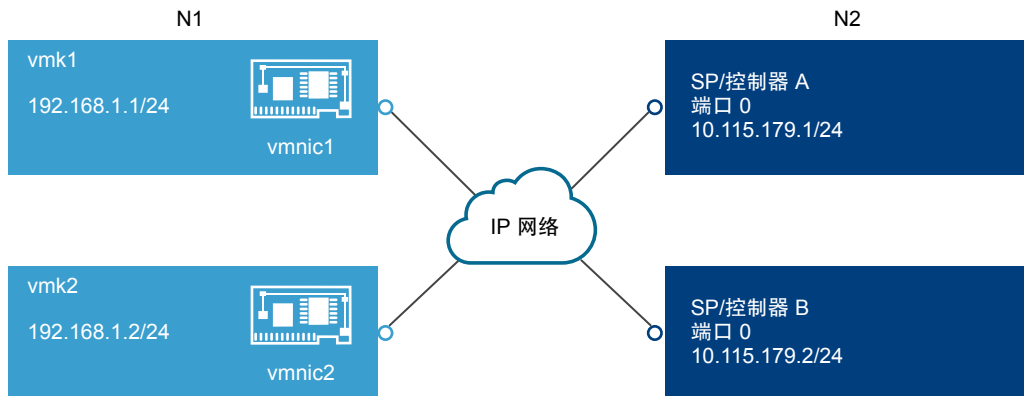 N1
N2
vmk1
192.168.1.1/24
vmnic1
SP/控制器 A
端口 0
10.115.179.1/24
IP 网络
vmk2
192.168.1.2/24
vmnic2
SP/控制器 B
端口 0
10.115.179.2/24